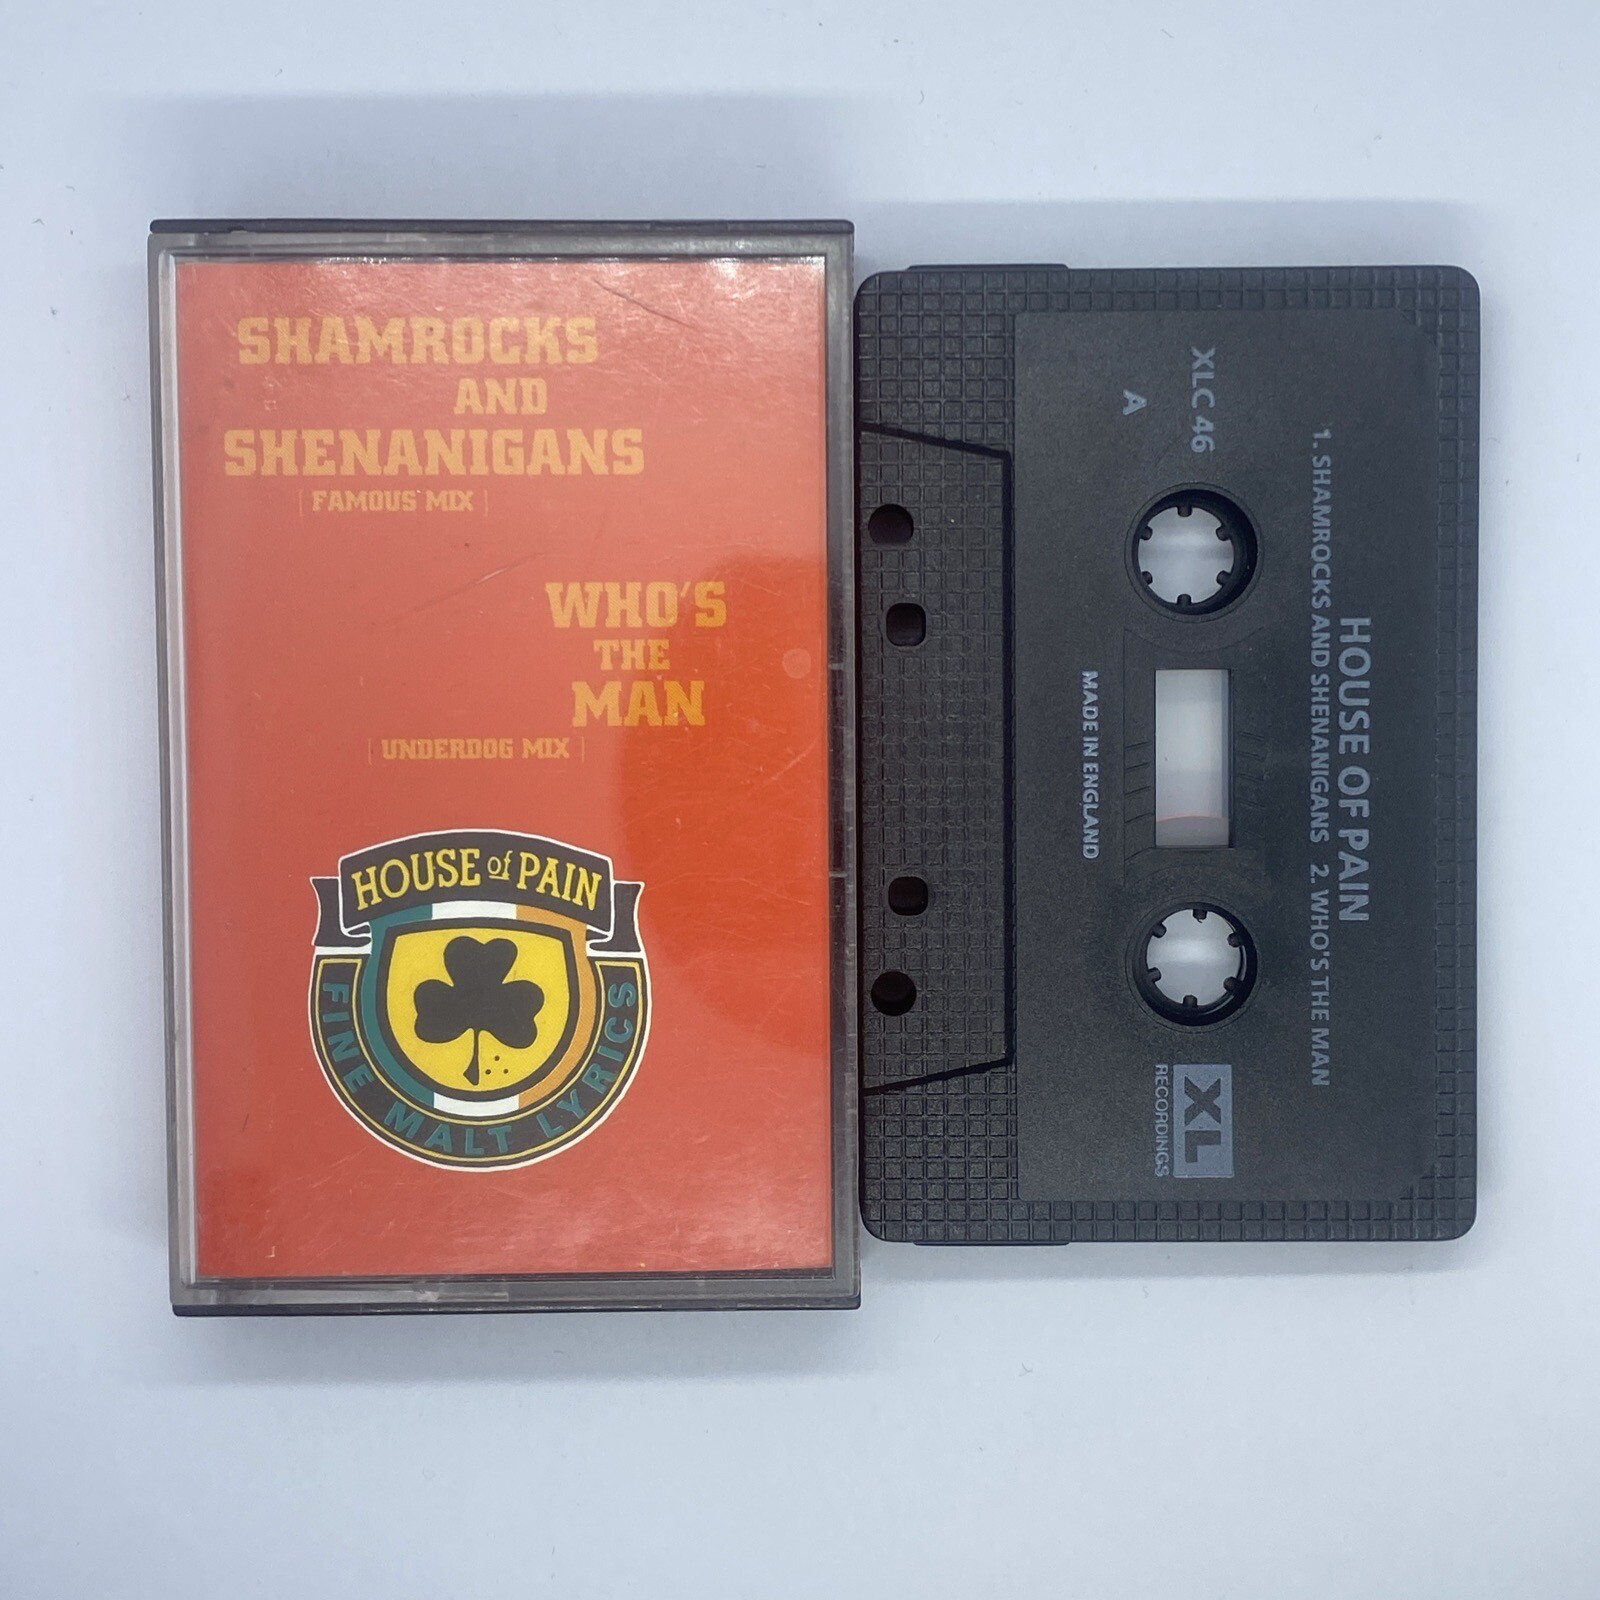 SHAMROCKS
AND
SHENANIGANS
[FAMOUS MIX]
WHO'S
THE
MAN
[UNDERDOG MIX]
HOUSE of PAIN
FINE MALT LYRICS
HOUSE OF PAIN
1. SHAMROCKS AND SHENANIGANS 2. WHO'S THE MAN
XLC 46
A
XL
RECORDINGS
MADE IN ENGLAND